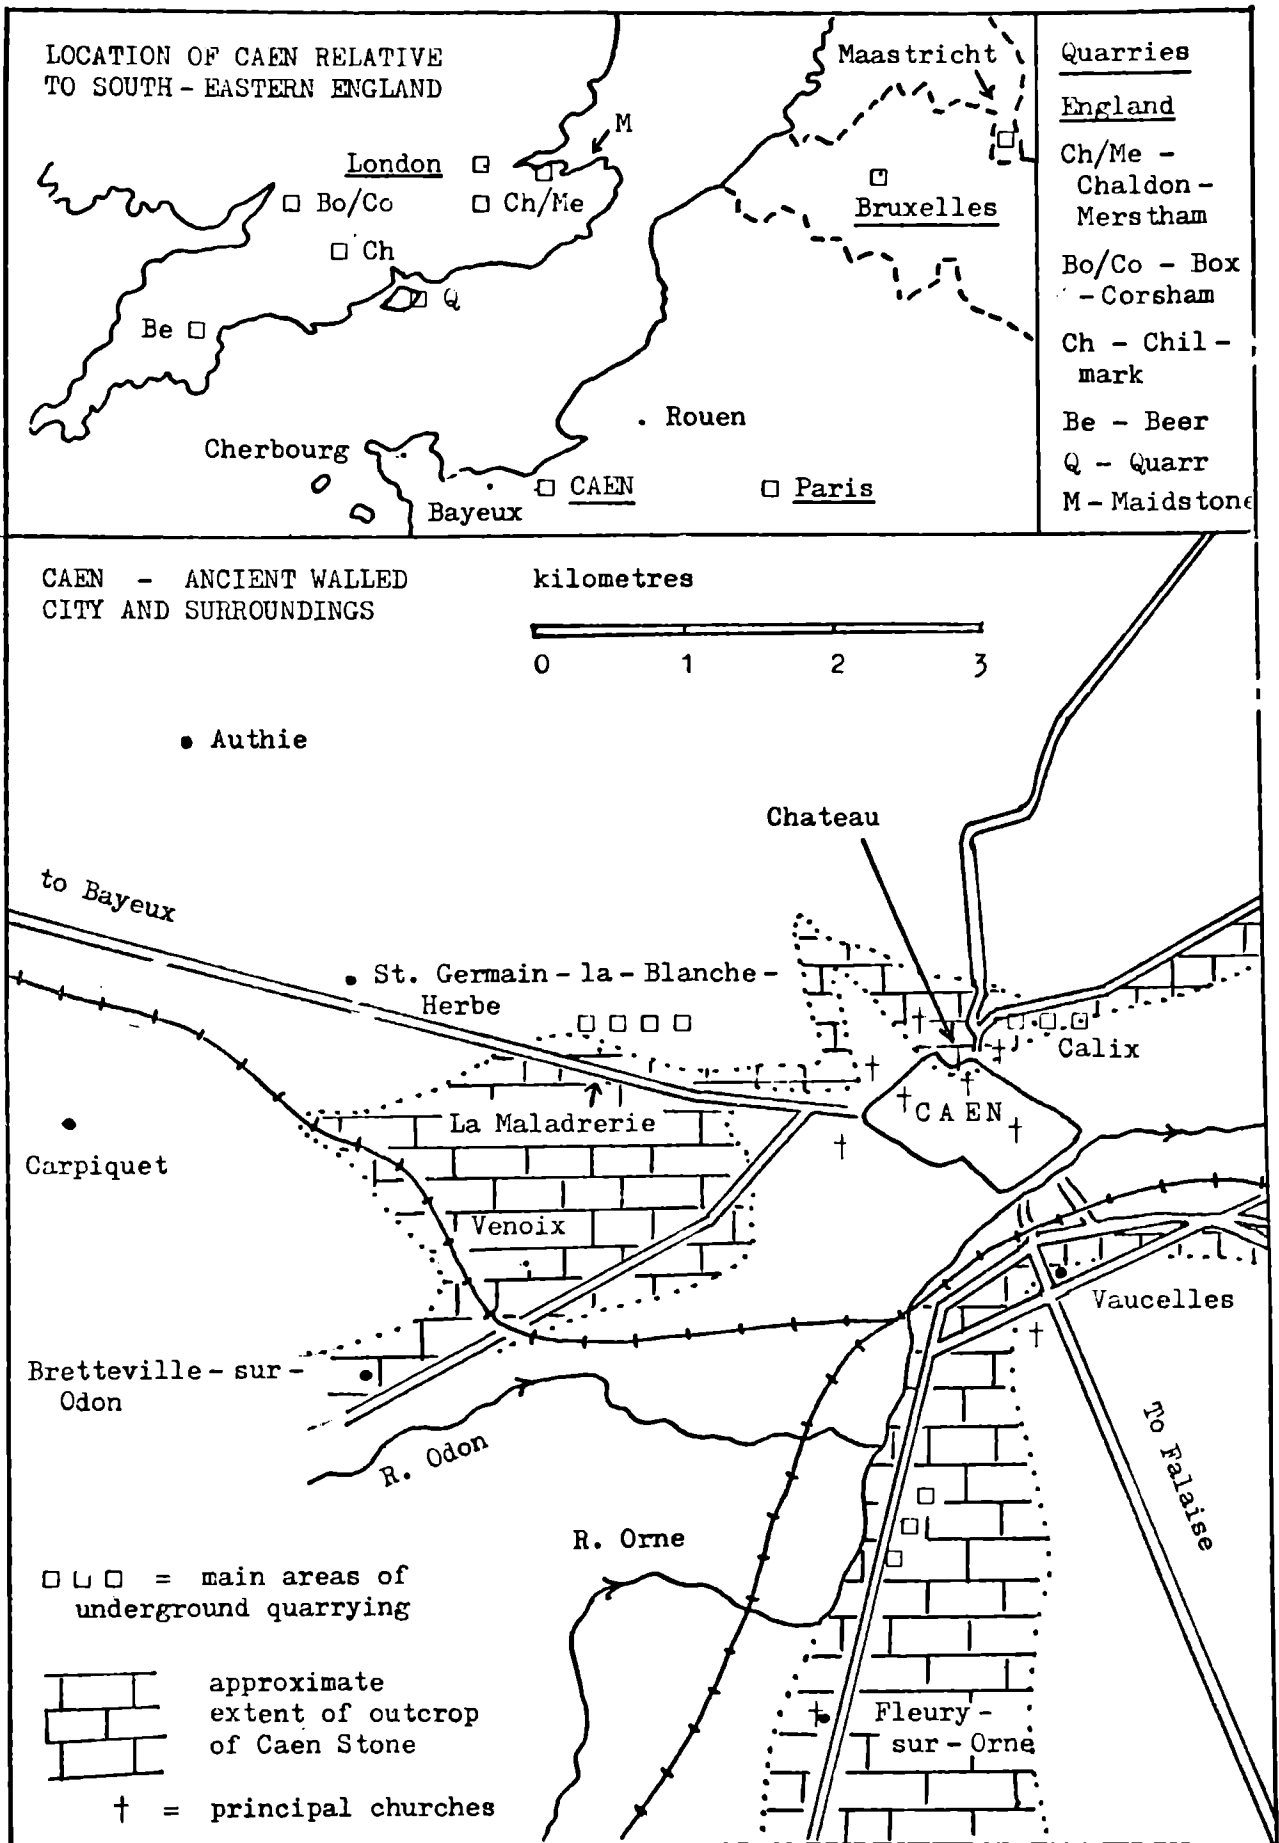 LOCATION OF CAEN RELATIVE
TO SOUTH-EASTERN ENGLAND
Maastricht
M
London
Bo/Co
Ch/Me
Ch
Q
Be
Bruxelles
Rouen
Cherbourg
Bayeux
CAEN
Paris
Quarries
England
Ch/Me -
Chaldon-
Merstham
Bo/Co - Box
-Corsham
Ch - Chil-
mark
Be - Beer
Q - Quarr
M-Maidstone
CAEN - ANCIENT WALLED
CITY AND SURROUNDINGS
kilometres
0 1 2 3
Authie
Chateau
to Bayeux
St. Germain-la-Blanche-
Herbe
Calix
La Maladrerie
CAEN
Carpiquet
Venoix
Vaucelles
Bretteville-sur-
Odon
R. Odon
To Falaise
R. Orne
= main areas of
underground quarrying
approximate
extent of outcrop
of Caen Stone
Fleury-
sur-Orne
† = principal churches